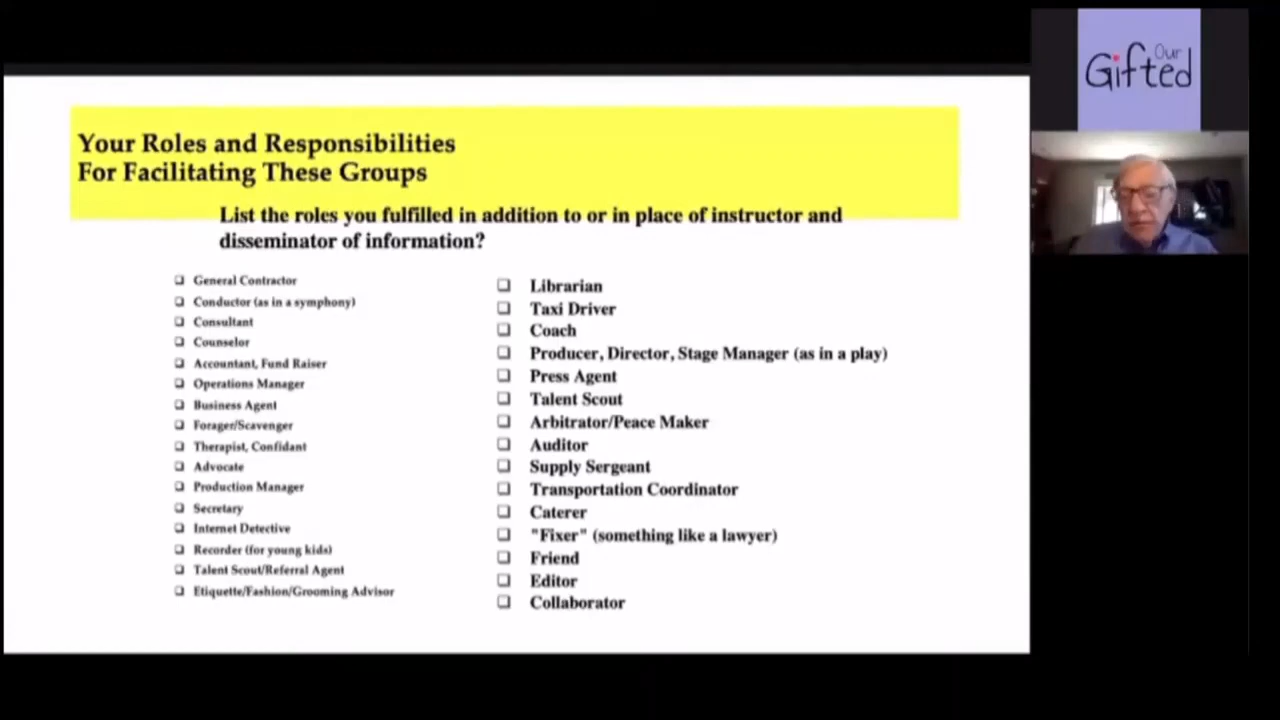 Your Roles and Responsibilities
For Facilitating These Groups
List the roles you fulfilled in addition to or in place of instructor and
disseminator of information?
General Contractor
Conductor (as in a symphony)
Consultant
Counselor
Accountant, Fund Raiser
Operations Manager
Business Agent
Forager/Scavenger
Therapist, Confidant
Advocate
Production Manager
Secretary
Internet Detective
Recorder (for young kids)
Talent Scout/Referral Agent
Etiquette/Fashion/Grooming Advisor
Librarian
Taxi Driver
Coach
Producer, Director, Stage Manager (as in a play)
Press Agent
Talent Scout
Arbitrator/Peace Maker
Auditor
Supply Sergeant
Transportation Coordinator
Caterer
"Fixer" (something like a lawyer)
Friend
Editor
Collaborator
Our
Gifted